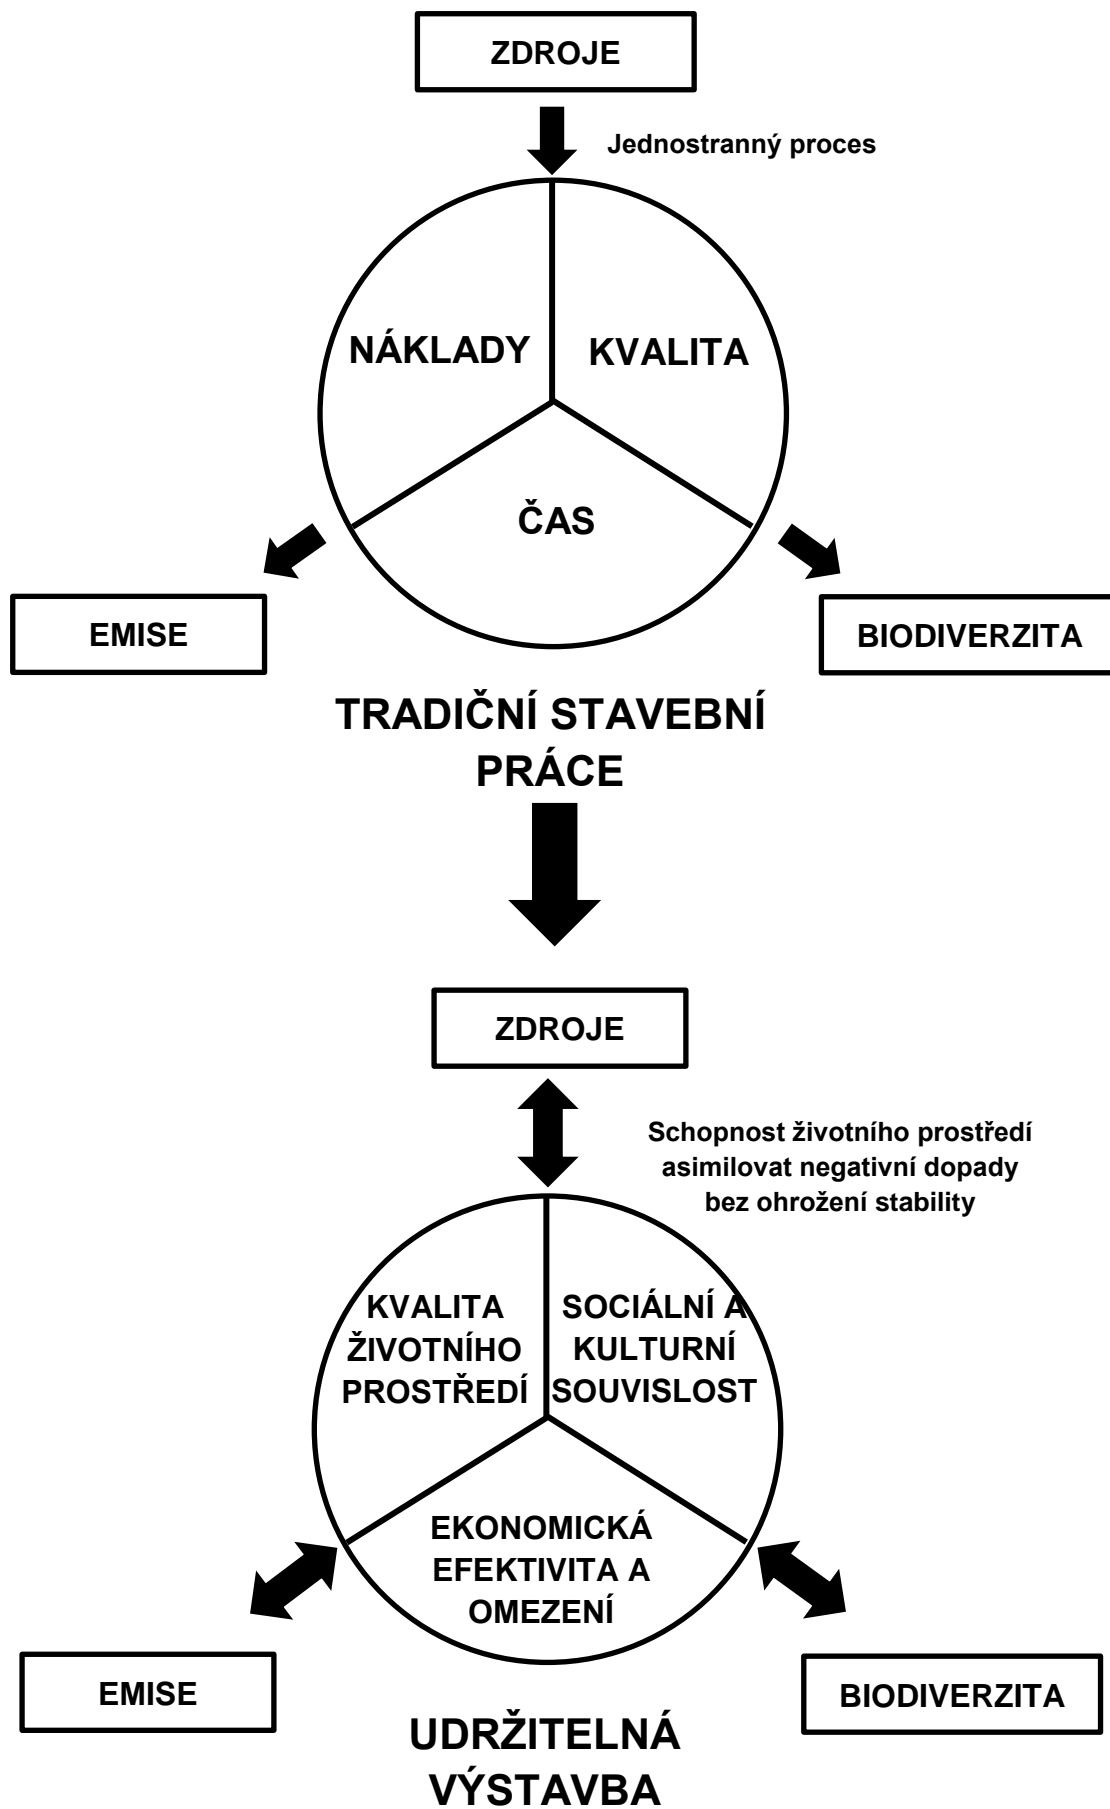 ZDROJE
Jednostranný proces
NÁKLADY
KVALITA
ČAS
EMISE
BIODIVERZITA
TRADIČNÍ STAVEBNÍ
PRÁCE
ZDROJE
Schopnost životního prostředí
asimilovat negativní dopady
bez ohrožení stability
KVALITA
ŽIVOTNÍHO
PROSTŘEDÍ
SOCIÁLNÍ A
KULTURNÍ
SOUVISLOST
EKONOMICKÁ
EFEKTIVITA A
OMEZENÍ
EMISE
BIODIVERZITA
UDRŽITELNÁ
VÝSTAVBA